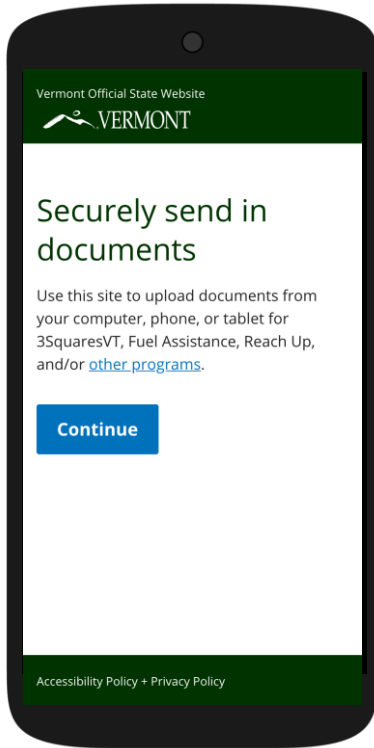 Vermont Official State Website
VERMONT
Securely send in
documents
Use this site to upload documents from
your computer, phone, or tablet for
3SquaresVT, Fuel Assistance, Reach Up,
and/or other programs.
Continue
Accessibility Policy + Privacy Policy